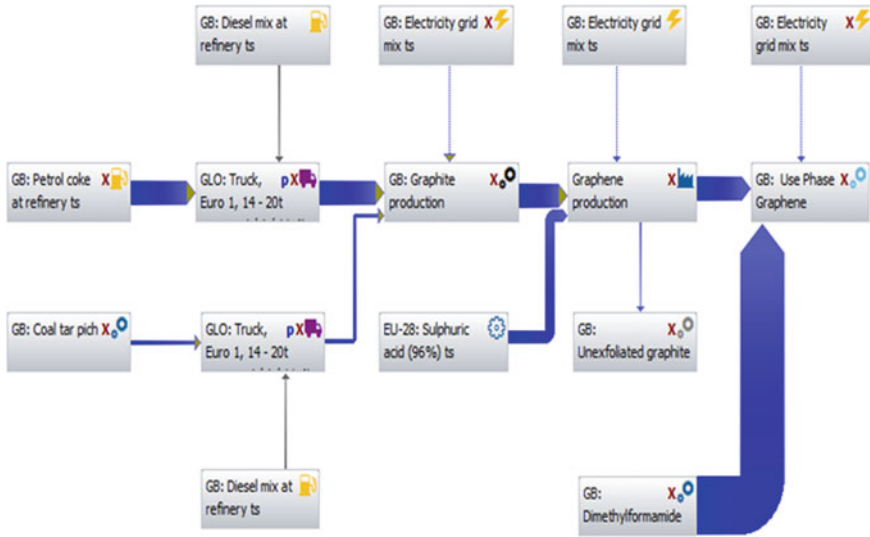 GB: Diesel mix at
refinery ts
GB: Electricity grid X
mix ts
GB: Electricity grid
mix ts
GB: Electricity X
grid mix ts
GB: Petrol coke X
at refinery ts
GLO: Truck, pX
Euro 1, 14 - 20t
GB: Graphite X
production
Graphene X
production
GB: Use Phase X
Graphene
GB: Coal tar pich X
GLO: Truck, pX
Euro 1, 14 - 20t
EU-28: Sulphuric
acid (96%) ts
GB: X
Unexfoliated graphite
GB: Diesel mix at
refinery ts
GB: X
Dimethylformamide